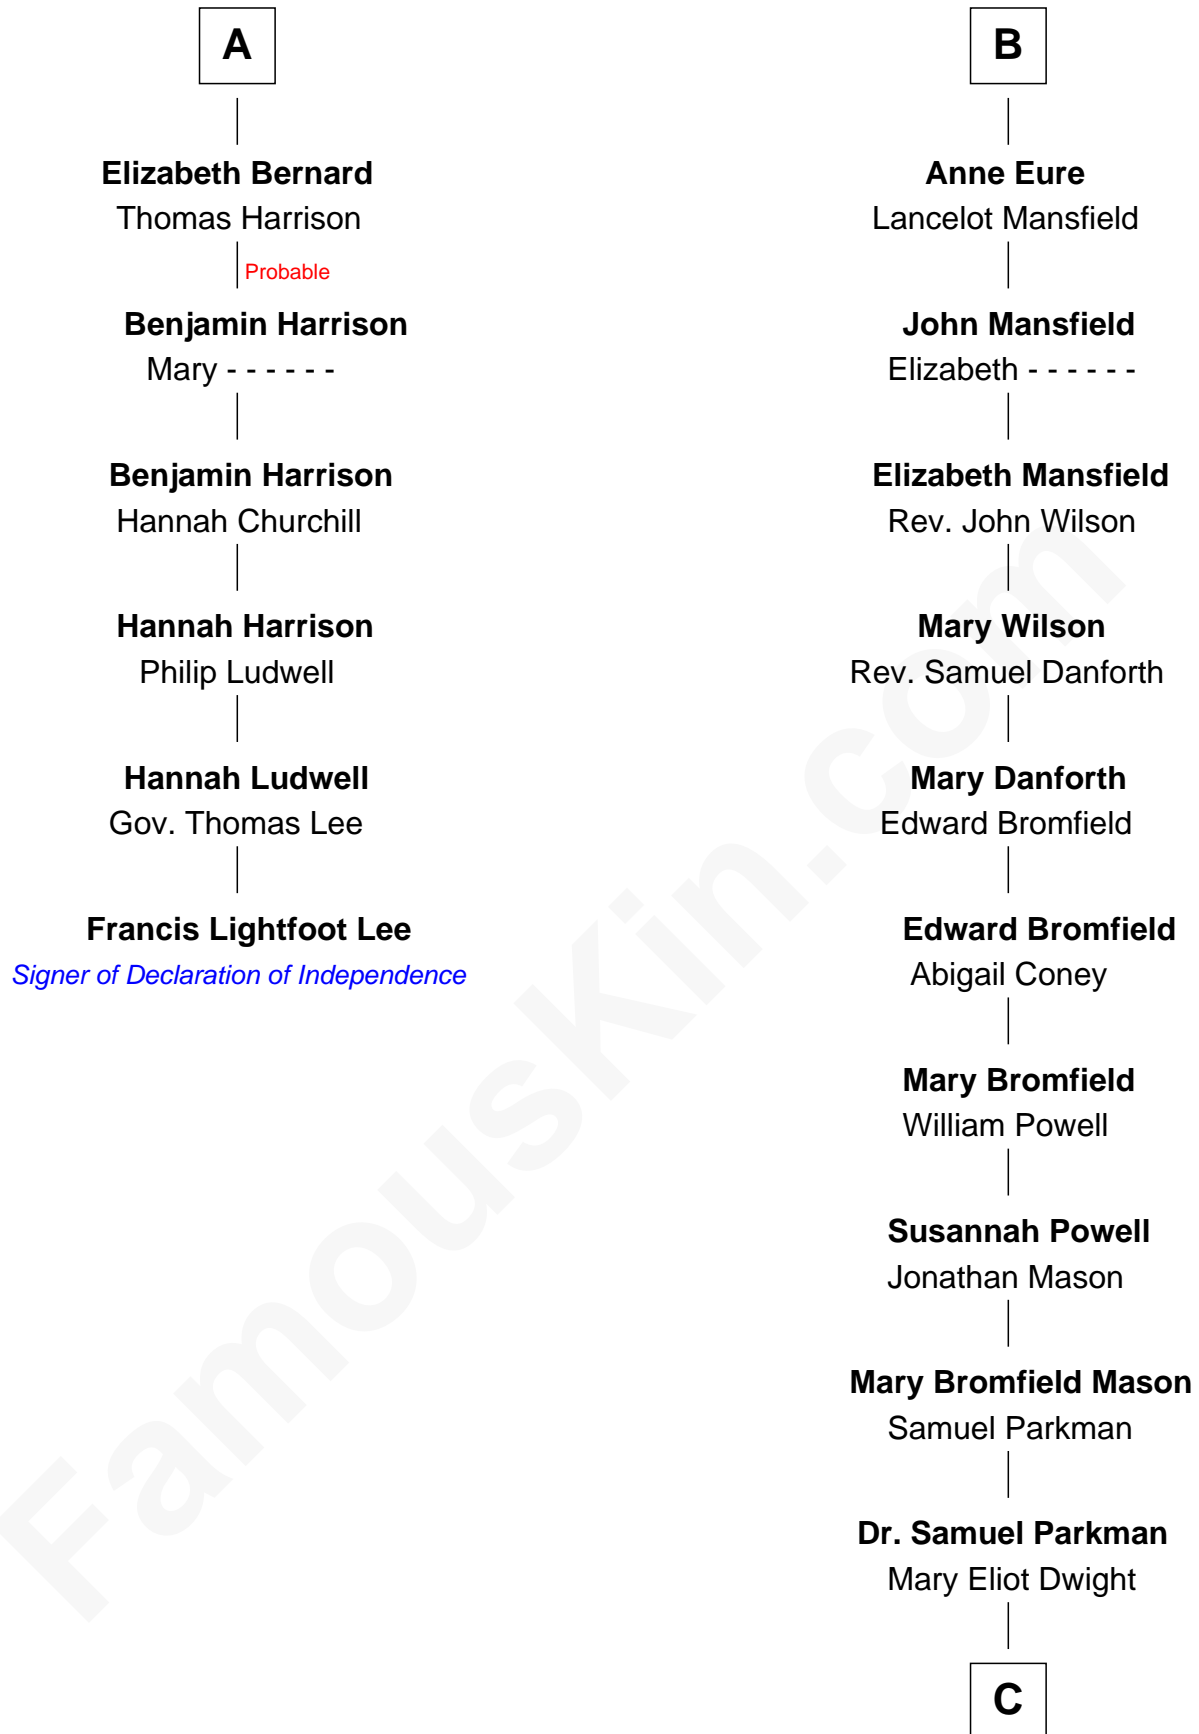 A
Elizabeth Bernard
Thomas Harrison
Probable
Benjamin Harrison
Mary - - - - - -
Benjamin Harrison
Hannah Churchill
Hannah Harrison
Philip Ludwell
Hannah Ludwell
Gov. Thomas Lee
Francis Lightfoot Lee
Signer of Declaration of Independence
B
Anne Eure
Lancelot Mansfield
John Mansfield
Elizabeth - - - - - -
Elizabeth Mansfield
Rev. John Wilson
Mary Wilson
Rev. Samuel Danforth
Mary Danforth
Edward Bromfield
Edward Bromfield
Abigail Coney
Mary Bromfield
William Powell
Susannah Powell
Jonathan Mason
Mary Bromfield Mason
Samuel Parkman
Dr. Samuel Parkman
Mary Eliot Dwight
C
FamousKin.com